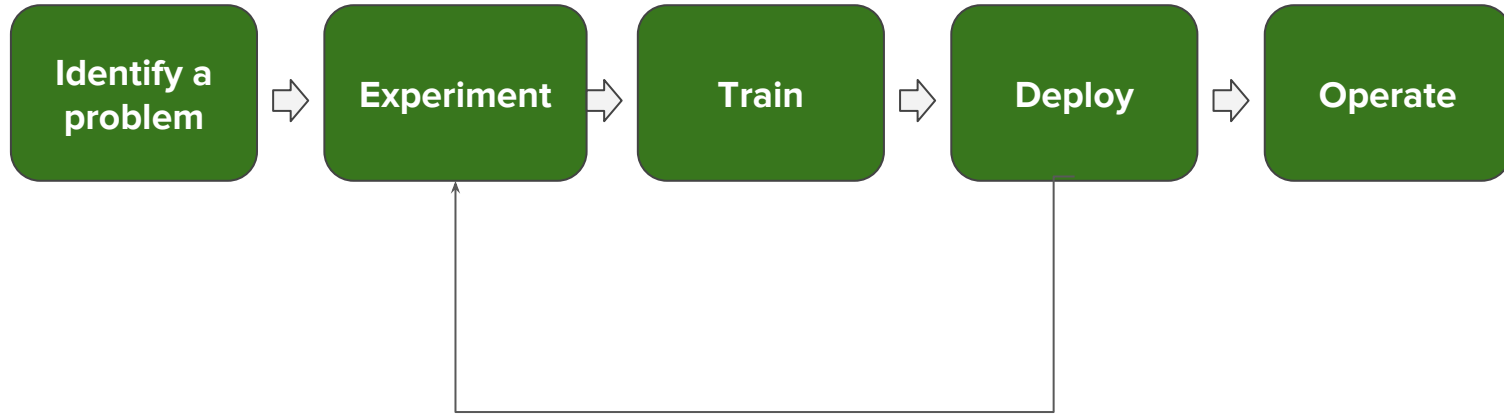 Identify a
problem
Experiment
Train
Deploy
Operate